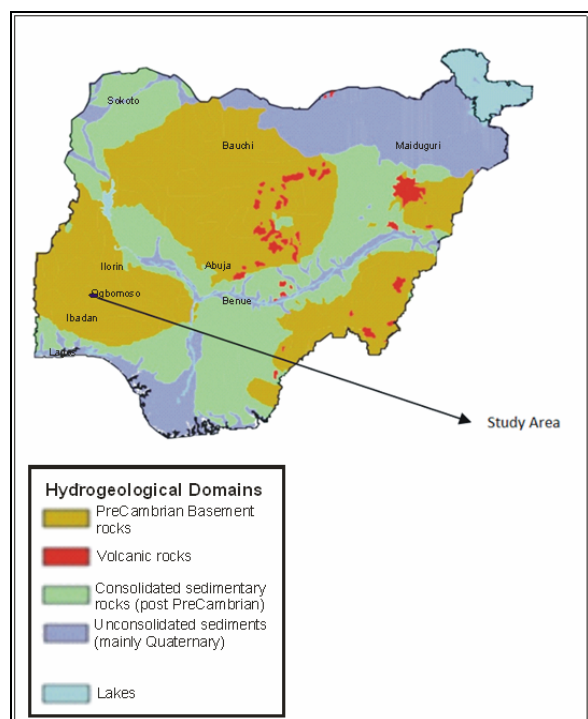 Sokoto
Bauchi
Maiduguri
Ilorin
Abuja
Ogbomoso
Benue
Ibadan
Lagos
Study Area
Hydrogeological Domains
PreCambrian Basement
rocks
Volcanic rocks
Consolidated sedimentary
rocks (post PreCambrian)
Unconsolidated sediments
(mainly Quaternary)
Lakes